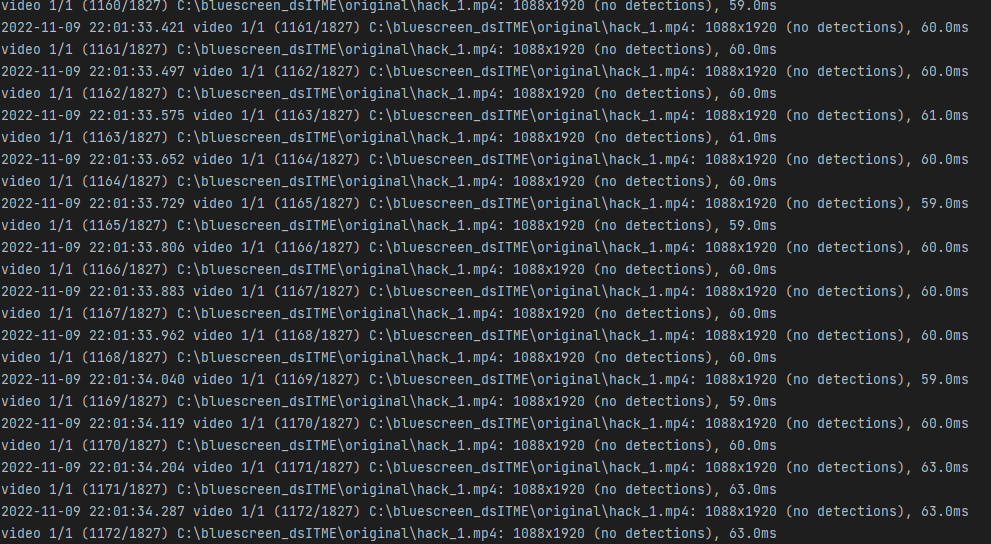 video 1/1 (1160/1827) C:\bluescreen_dsITME\original\hack_1.mp4: 1088x1920 (no detections), 59.0ms
2022-11-09 22:01:33.421 video 1/1 (1161/1827) C:\bluescreen_dsITME\original\hack_1.mp4: 1088x1920 (no detections), 60.0ms
video 1/1 (1161/1827) C:\bluescreen_dsITME\original\hack_1.mp4: 1088x1920 (no detections), 60.0ms
2022-11-09 22:01:33.497 video 1/1 (1162/1827) C:\bluescreen_dsITME\original\hack_1.mp4: 1088x1920 (no detections), 60.0ms
video 1/1 (1162/1827) C:\bluescreen_dsITME\original\hack_1.mp4: 1088x1920 (no detections), 60.0ms
2022-11-09 22:01:33.575 video 1/1 (1163/1827) C:\bluescreen_dsITME\original\hack_1.mp4: 1088x1920 (no detections), 61.0ms
video 1/1 (1163/1827) C:\bluescreen_dsITME\original\hack_1.mp4: 1088x1920 (no detections), 61.0ms
2022-11-09 22:01:33.652 video 1/1 (1164/1827) C:\bluescreen_dsITME\original\hack_1.mp4: 1088x1920 (no detections), 60.0ms
video 1/1 (1164/1827) C:\bluescreen_dsITME\original\hack_1.mp4: 1088x1920 (no detections), 60.0ms
2022-11-09 22:01:33.729 video 1/1 (1165/1827) C:\bluescreen_dsITME\original\hack_1.mp4: 1088x1920 (no detections), 59.0ms
video 1/1 (1165/1827) C:\bluescreen_dsITME\original\hack_1.mp4: 1088x1920 (no detections), 59.0ms
2022-11-09 22:01:33.806 video 1/1 (1166/1827) C:\bluescreen_dsITME\original\hack_1.mp4: 1088x1920 (no detections), 60.0ms
video 1/1 (1166/1827) C:\bluescreen_dsITME\original\hack_1.mp4: 1088x1920 (no detections), 60.0ms
2022-11-09 22:01:33.883 video 1/1 (1167/1827) C:\bluescreen_dsITME\original\hack_1.mp4: 1088x1920 (no detections), 60.0ms
video 1/1 (1167/1827) C:\bluescreen_dsITME\original\hack_1.mp4: 1088x1920 (no detections), 60.0ms
2022-11-09 22:01:33.962 video 1/1 (1168/1827) C:\bluescreen_dsITME\original\hack_1.mp4: 1088x1920 (no detections), 60.0ms
video 1/1 (1168/1827) C:\bluescreen_dsITME\original\hack_1.mp4: 1088x1920 (no detections), 60.0ms
2022-11-09 22:01:34.040 video 1/1 (1169/1827) C:\bluescreen_dsITME\original\hack_1.mp4: 1088x1920 (no detections), 59.0ms
video 1/1 (1169/1827) C:\bluescreen_dsITME\original\hack_1.mp4: 1088x1920 (no detections), 59.0ms
2022-11-09 22:01:34.119 video 1/1 (1170/1827) C:\bluescreen_dsITME\original\hack_1.mp4: 1088x1920 (no detections), 60.0ms
video 1/1 (1170/1827) C:\bluescreen_dsITME\original\hack_1.mp4: 1088x1920 (no detections), 60.0ms
2022-11-09 22:01:34.204 video 1/1 (1171/1827) C:\bluescreen_dsITME\original\hack_1.mp4: 1088x1920 (no detections), 63.0ms
video 1/1 (1171/1827) C:\bluescreen_dsITME\original\hack_1.mp4: 1088x1920 (no detections), 63.0ms
2022-11-09 22:01:34.287 video 1/1 (1172/1827) C:\bluescreen_dsITME\original\hack_1.mp4: 1088x1920 (no detections), 63.0ms
video 1/1 (1172/1827) C:\bluescreen_dsITME\original\hack_1.mp4: 1088x1920 (no detections), 63.0ms